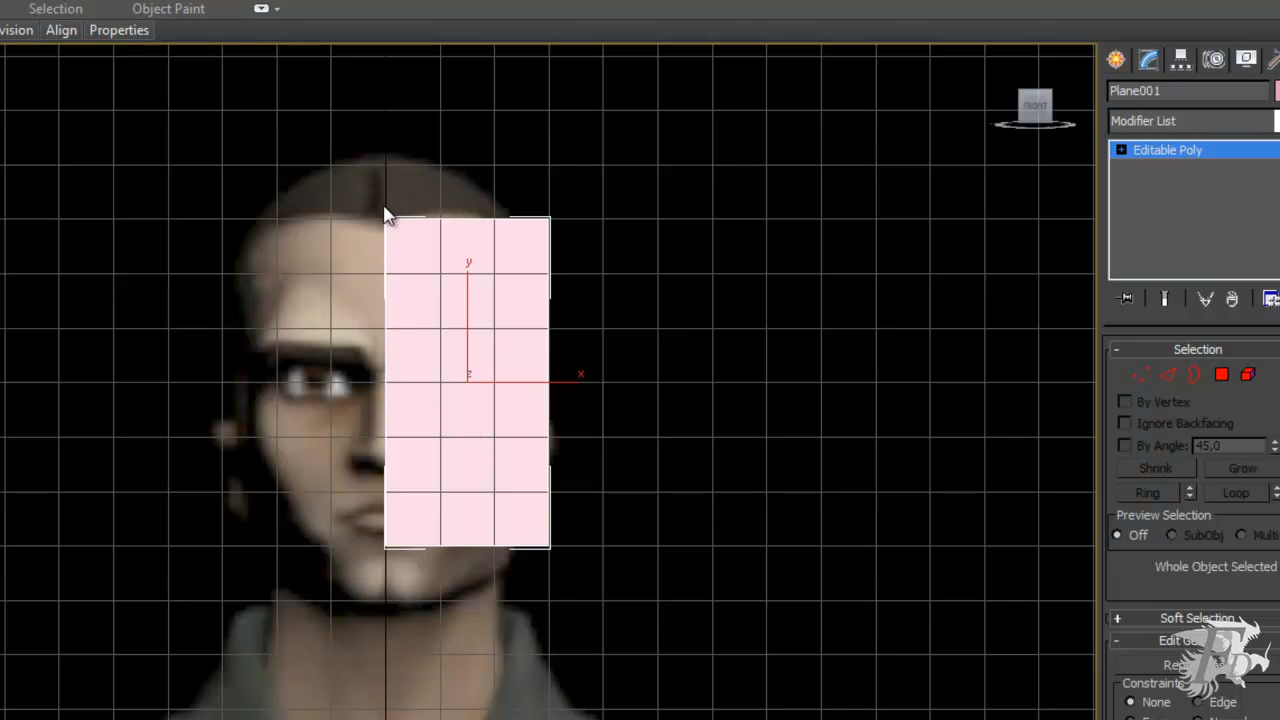 Selection Object Paint
vision Align Properties
FRONT
Plane001
Modifier List
Editable Poly
y
z
x
Selection
By Vertex
Ignore Backfacing
By Angle: 45,0
Shrink Grow
Ring Loop
Preview Selection
Off SubObj Multi
Whole Object Selected
Soft Selection
Edit
Constraints
None Edge